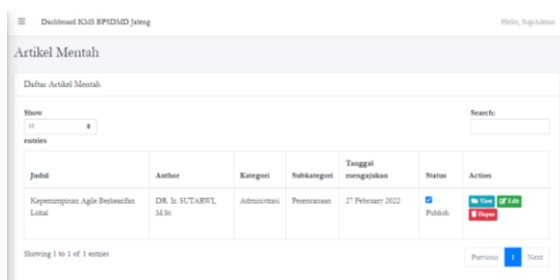 Dashboard KMS BPSDMD Jateng
Hello, SupAdmin
Artikel Mentah
Daftar Artikel Mentah
Show
10
entries
Search:
Judul Author Kategori Subkategori Tanggal mengajukan Status Action
Kepemimpinan Agile Berkearifan Lokal
DR. Ir. SUTARWI, M.Sc
Administrasi
Perencanaan
27 February 2022
Publish
View
Edit
Hapus
Showing 1 to 1 of 1 entries
Previous 1 Next